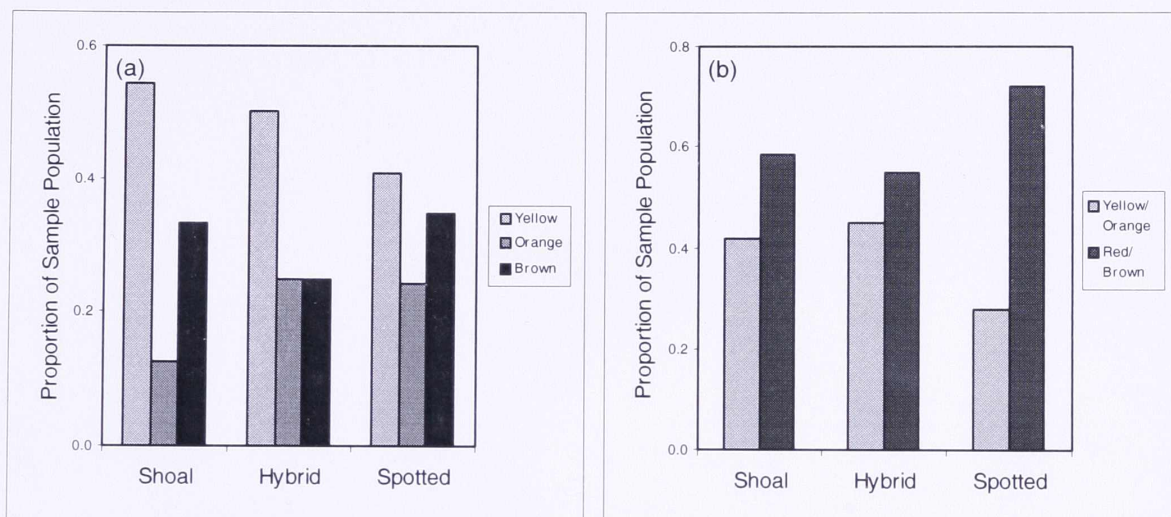 (a)
Proportion of Sample Population
0.6
0.4
0.2
0.0
Shoal Hybrid Spotted
Yellow
Orange
Brown
(b)
Proportion of Sample Population
0.8
0.6
0.4
0.2
0.0
Shoal Hybrid Spotted
Yellow/
Orange
Red/
Brown